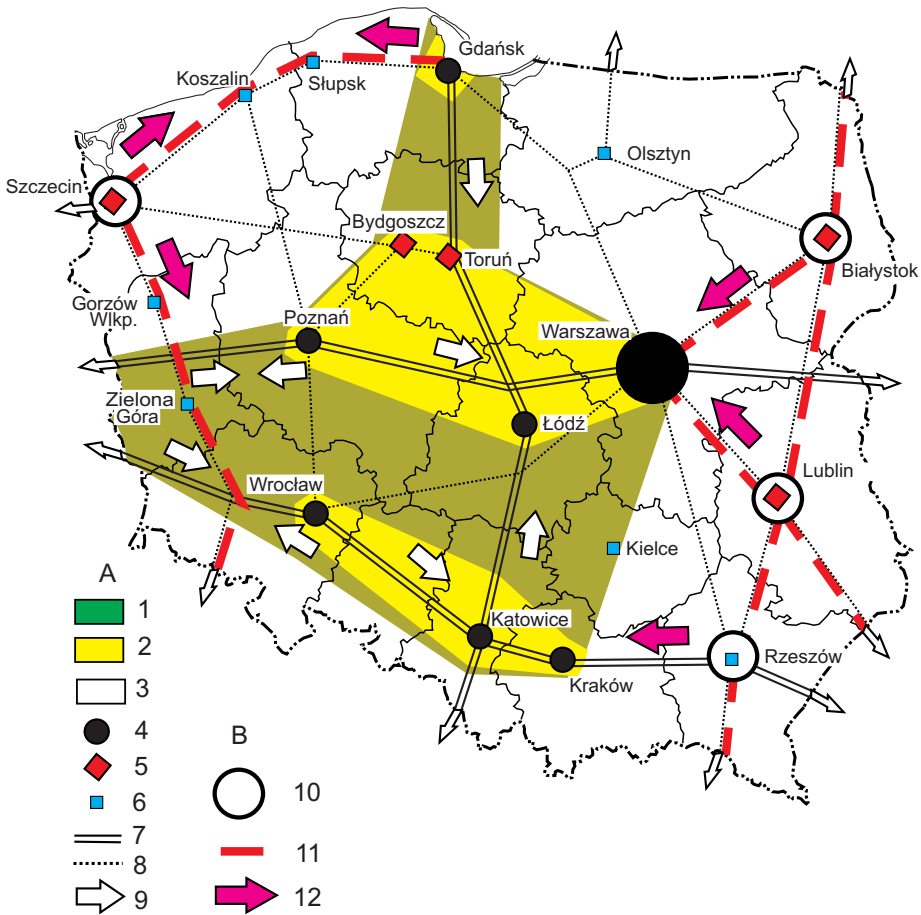 Gdańsk
Słupsk
Koszalin
Olsztyn
Szczecin
Bydgoszcz
Toruń
Białystok
Gorzów
Wlkp.
Poznań
Warszawa
Zielona
Góra
Łódź
Lublin
Wrocław
Kielce
Katowice
Rzeszów
Kraków
A
1
2
3
4
5
6
7
8
9
B
10
11
12